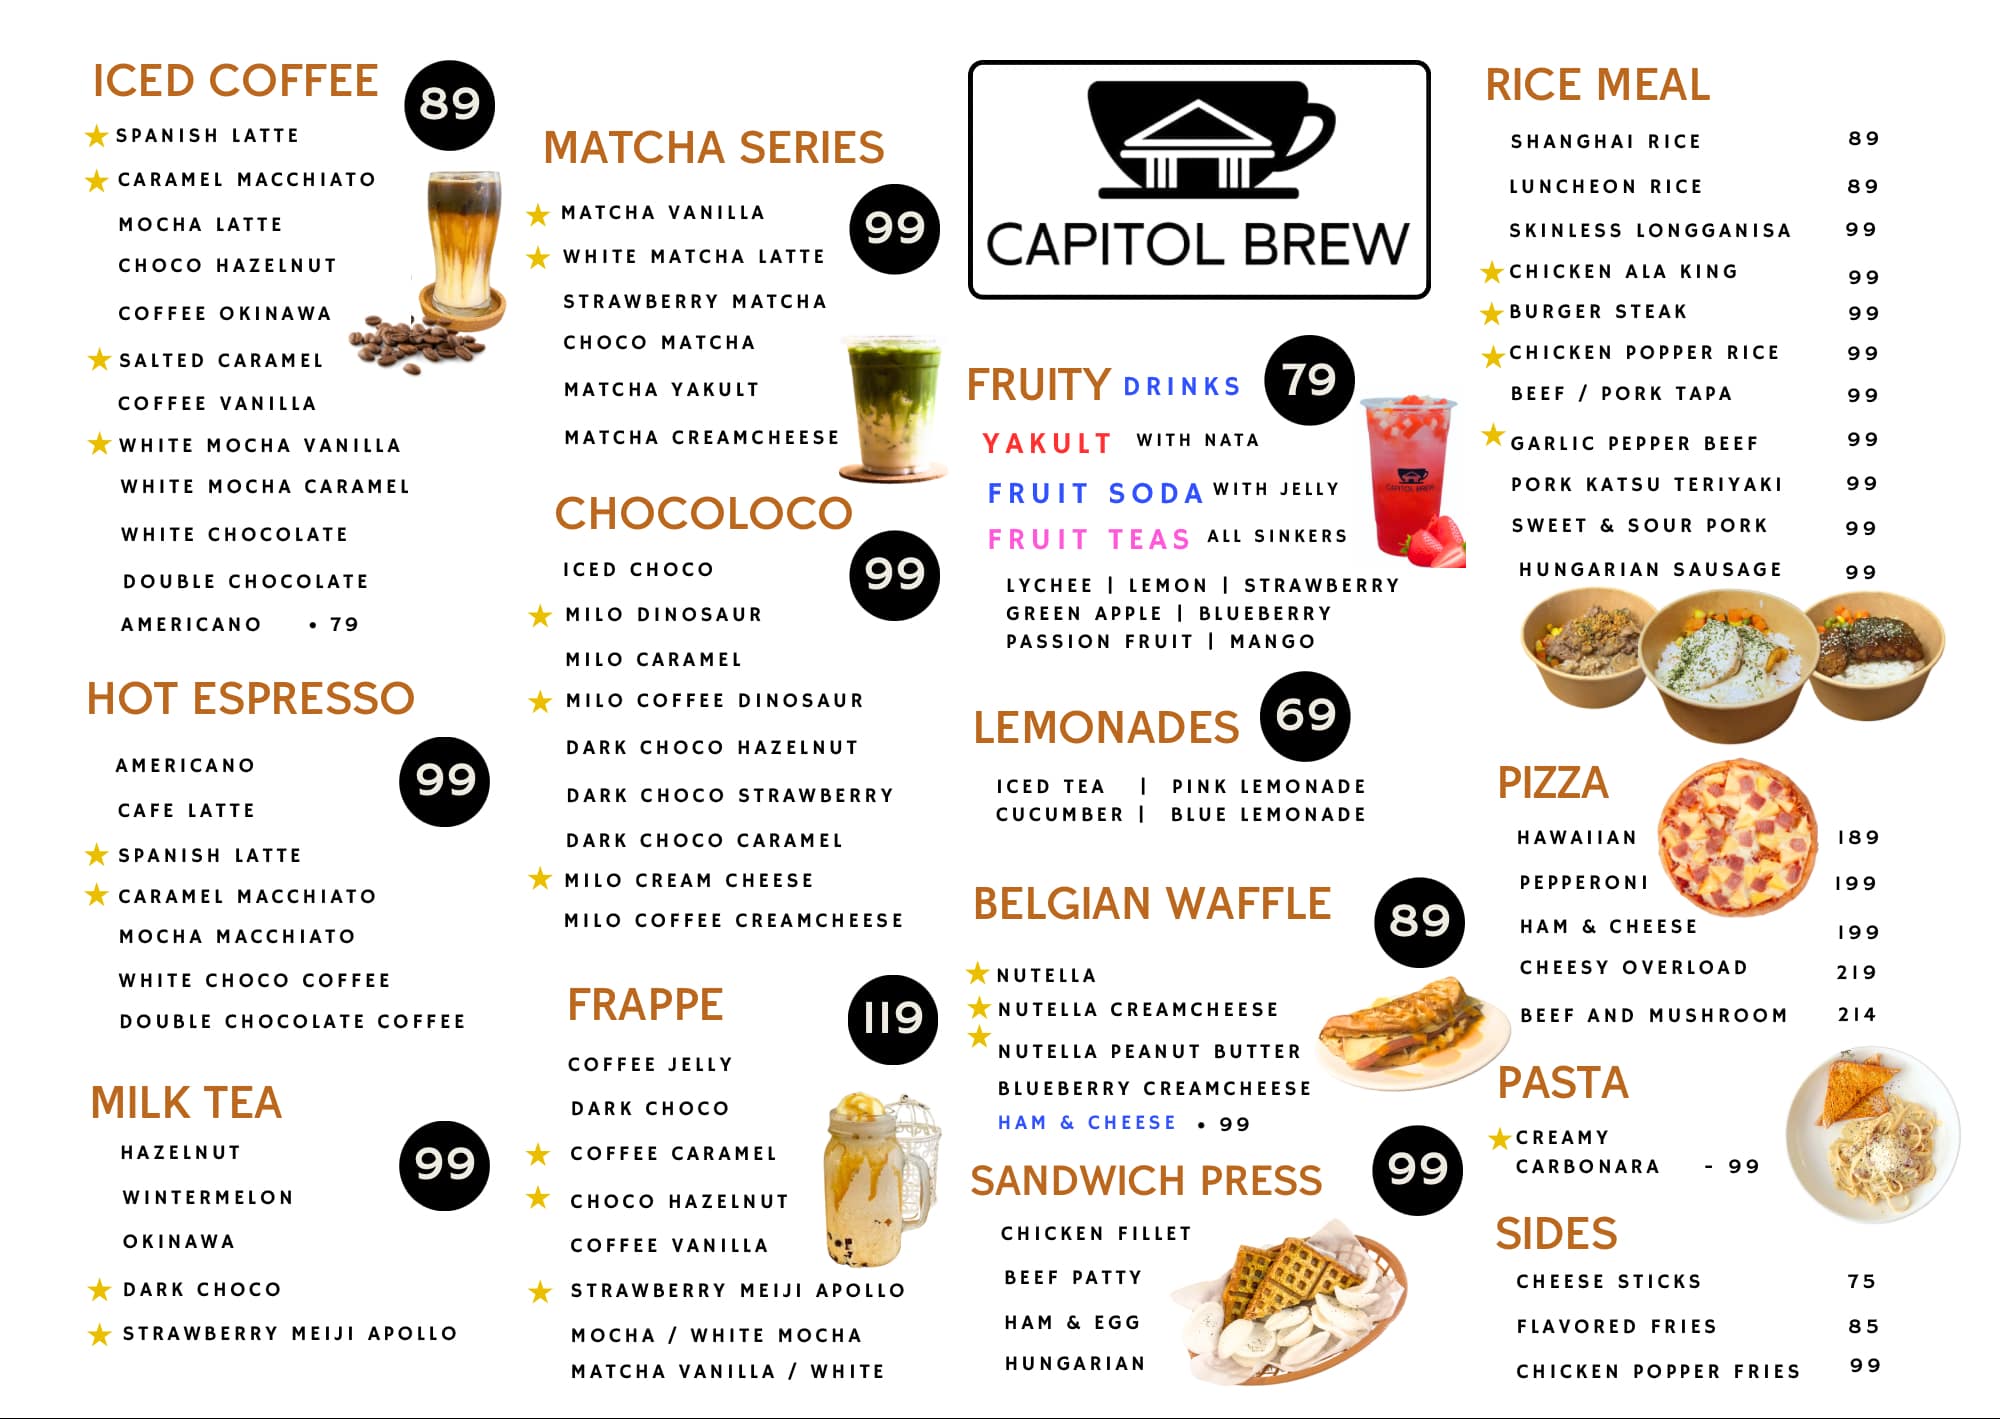 ICED COFFEE
89
SPANISH LATTE
CARAMEL MACCHIATO
MOCHA LATTE
CHOCO HAZELNUT
COFFEE OKINAWA
SALTED CARAMEL
COFFEE VANILLA
WHITE MOCHA VANILLA
WHITE MOCHA CARAMEL
WHITE CHOCOLATE
DOUBLE CHOCOLATE
AMERICANO • 79
HOT ESPRESSO
99
AMERICANO
CAFE LATTE
SPANISH LATTE
CARAMEL MACCHIATO
MOCHA MACCHIATO
WHITE CHOCO COFFEE
DOUBLE CHOCOLATE COFFEE
MILK TEA
99
HAZELNUT
WINTERMELON
OKINAWA
DARK CHOCO
STRAWBERRY MEIJI APOLLO
MATCHA SERIES
99
MATCHA VANILLA
WHITE MATCHA LATTE
STRAWBERRY MATCHA
CHOCO MATCHA
MATCHA YAKULT
MATCHA CREAMCHEESE
CHOCOLOCO
99
ICED CHOCO
MILO DINOSAUR
MILO CARAMEL
MILO COFFEE DINOSAUR
DARK CHOCO HAZELNUT
DARK CHOCO STRAWBERRY
DARK CHOCO CARAMEL
MILO CREAM CHEESE
MILO COFFEE CREAMCHEESE
FRAPPE
119
COFFEE JELLY
DARK CHOCO
COFFEE CARAMEL
CHOCO HAZELNUT
COFFEE VANILLA
STRAWBERRY MEIJI APOLLO
MOCHA / WHITE MOCHA
MATCHA VANILLA / WHITE
CAPITOL BREW
FRUITY DRINKS 79
YAKULT WITH NATA
FRUIT SODA WITH JELLY
FRUIT TEAS ALL SINKERS
CAPITOL BREW
LYCHEE | LEMON | STRAWBERRY
GREEN APPLE | BLUEBERRY
PASSION FRUIT | MANGO
LEMONADES 69
ICED TEA | PINK LEMONADE
CUCUMBER | BLUE LEMONADE
BELGIAN WAFFLE 89
NUTELLA
NUTELLA CREAMCHEESE
NUTELLA PEANUT BUTTER
BLUEBERRY CREAMCHEESE
HAM & CHEESE • 99
SANDWICH PRESS 99
CHICKEN FILLET
BEEF PATTY
HAM & EGG
HUNGARIAN
RICE MEAL
SHANGHAI RICE 89
LUNCHEON RICE 89
SKINLESS LONGGANISA 99
CHICKEN ALA KING 99
BURGER STEAK 99
CHICKEN POPPER RICE 99
BEEF / PORK TAPA 99
GARLIC PEPPER BEEF 99
PORK KATSU TERIYAKI 99
SWEET & SOUR PORK 99
HUNGARIAN SAUSAGE 99
PIZZA
HAWAIIAN 189
PEPPERONI 199
HAM & CHEESE 199
CHEESY OVERLOAD 219
BEEF AND MUSHROOM 214
PASTA
CREAMY
CARBONARA - 99
SIDES
CHEESE STICKS 75
FLAVORED FRIES 85
CHICKEN POPPER FRIES 99